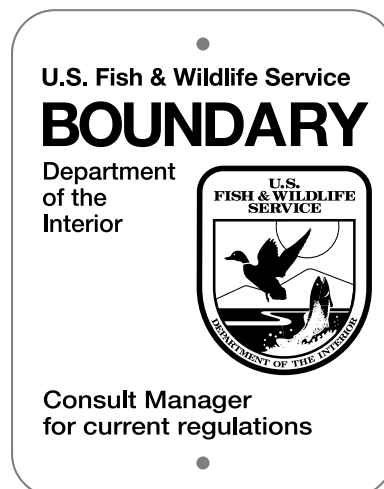 U.S. Fish & Wildlife Service
BOUNDARY
Department
of the
Interior
U.S.
FISH & WILDLIFE
SERVICE
DEPARTMENT OF THE INTERIOR
Consult Manager
for current regulations